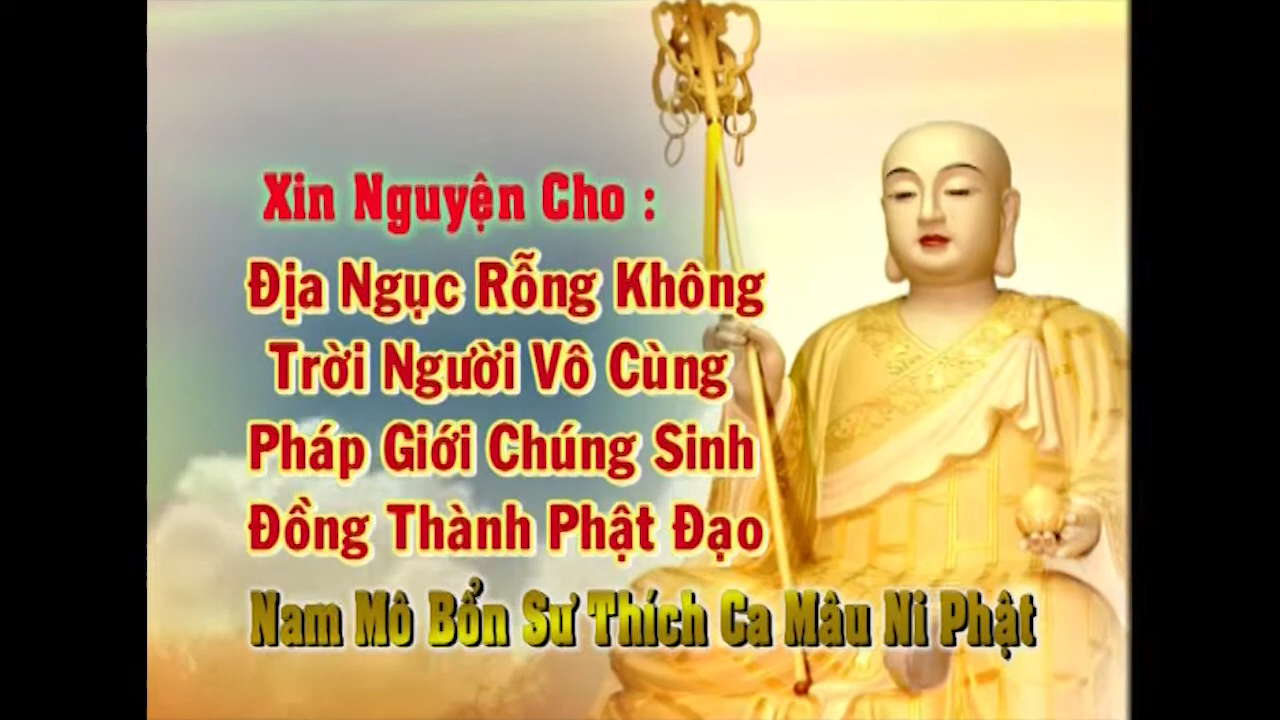 Xin Nguyện Cho :
Địa Ngục Rỗng Không
Trời Người Vô Cùng
Pháp Giới Chúng Sinh
Đồng Thành Phật Đạo
Nam Mô Bổn Sư Thích Ca Mâu Ni Phật